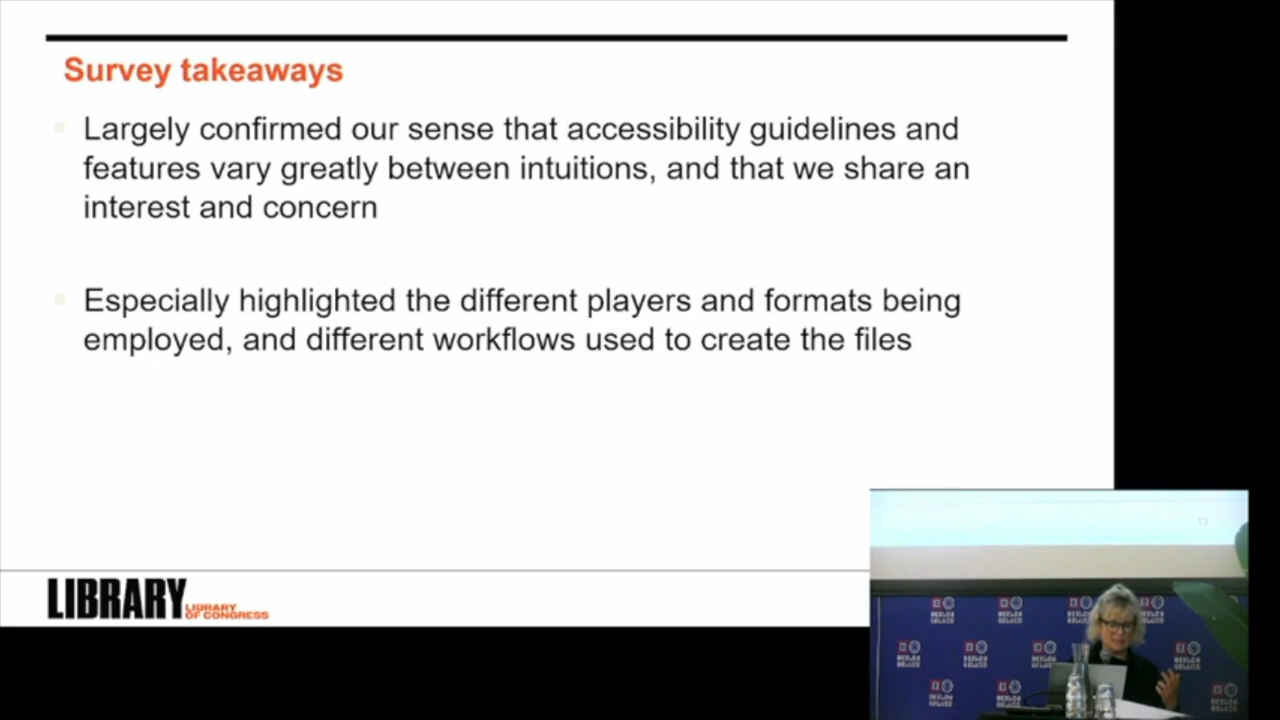 Survey takeaways
Largely confirmed our sense that accessibility guidelines and
features vary greatly between intuitions, and that we share an
interest and concern
Especially highlighted the different players and formats being
employed, and different workflows used to create the files
LIBRARY
LIBRARY
OF CONGRESS
13